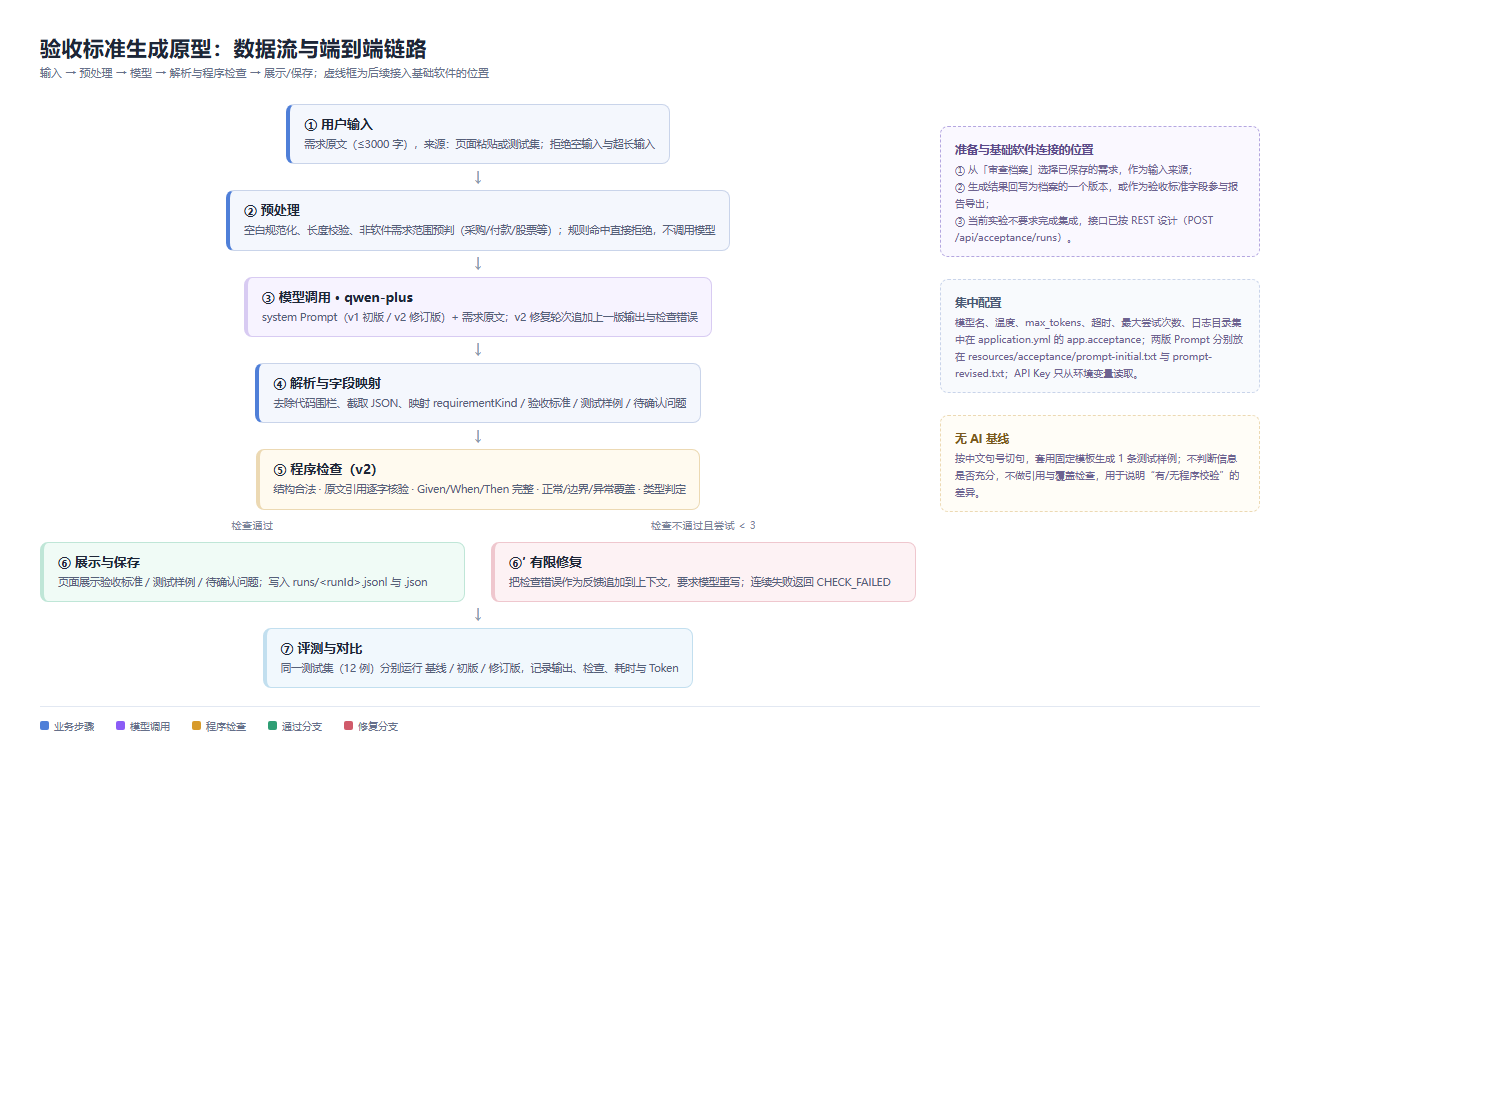 验收标准生成原型：数据流与端到端链路
输入 → 预处理 → 模型 → 解析与程序检查 → 展示/保存；虚线框为后续接入基础软件的位置
① 用户输入
需求原文（≤3000 字），来源：页面粘贴或测试集；拒绝空输入与超长输入
↓
② 预处理
空白规范化、长度校验、非软件需求范围预判（采购/付款/股票等）；规则命中直接拒绝，不调用模型
↓
③ 模型调用 · qwen-plus
system Prompt（v1 初版 / v2 修订版）+ 需求原文；v2 修复轮次追加上一版输出与检查错误
↓
④ 解析与字段映射
去除代码围栏、截取 JSON、映射 requirementKind / 验收标准 / 测试样例 / 待确认问题
↓
⑤ 程序检查（v2）
结构合法 · 原文引用逐字核验 · Given/When/Then 完整 · 正常/边界/异常覆盖 · 类型判定
检查通过
检查不通过且尝试 < 3
⑥ 展示与保存
页面展示验收标准 / 测试样例 / 待确认问题；写入 runs/<runId>.jsonl 与 .json
⑥′ 有限修复
把检查错误作为反馈追加到上下文，要求模型重写；连续失败返回 CHECK_FAILED
↓
⑦ 评测与对比
同一测试集（12 例）分别运行 基线 / 初版 / 修订版，记录输出、检查、耗时与 Token
准备与基础软件连接的位置
① 从「审查档案」选择已保存的需求，作为输入来源；
② 生成结果回写为档案的一个版本，或作为验收标准字段参与报
告导出；
③ 当前实验不要求完成集成，接口已按 REST 设计（POST
/api/acceptance/runs）。
集中配置
模型名、温度、max_tokens、超时、最大尝试次数、日志目录集
中在 application.yml 的 app.acceptance；两版 Prompt 分别放
在 resources/acceptance/prompt-initial.txt 与 prompt-
revised.txt；API Key 只从环境变量读取。
无 AI 基线
按中文句号切句，套用固定模板生成 1 条测试样例；不判断信息
是否充分，不做引用与覆盖检查，用于说明“有/无程序校验”的
差异。
业务步骤
模型调用
程序检查
通过分支
修复分支